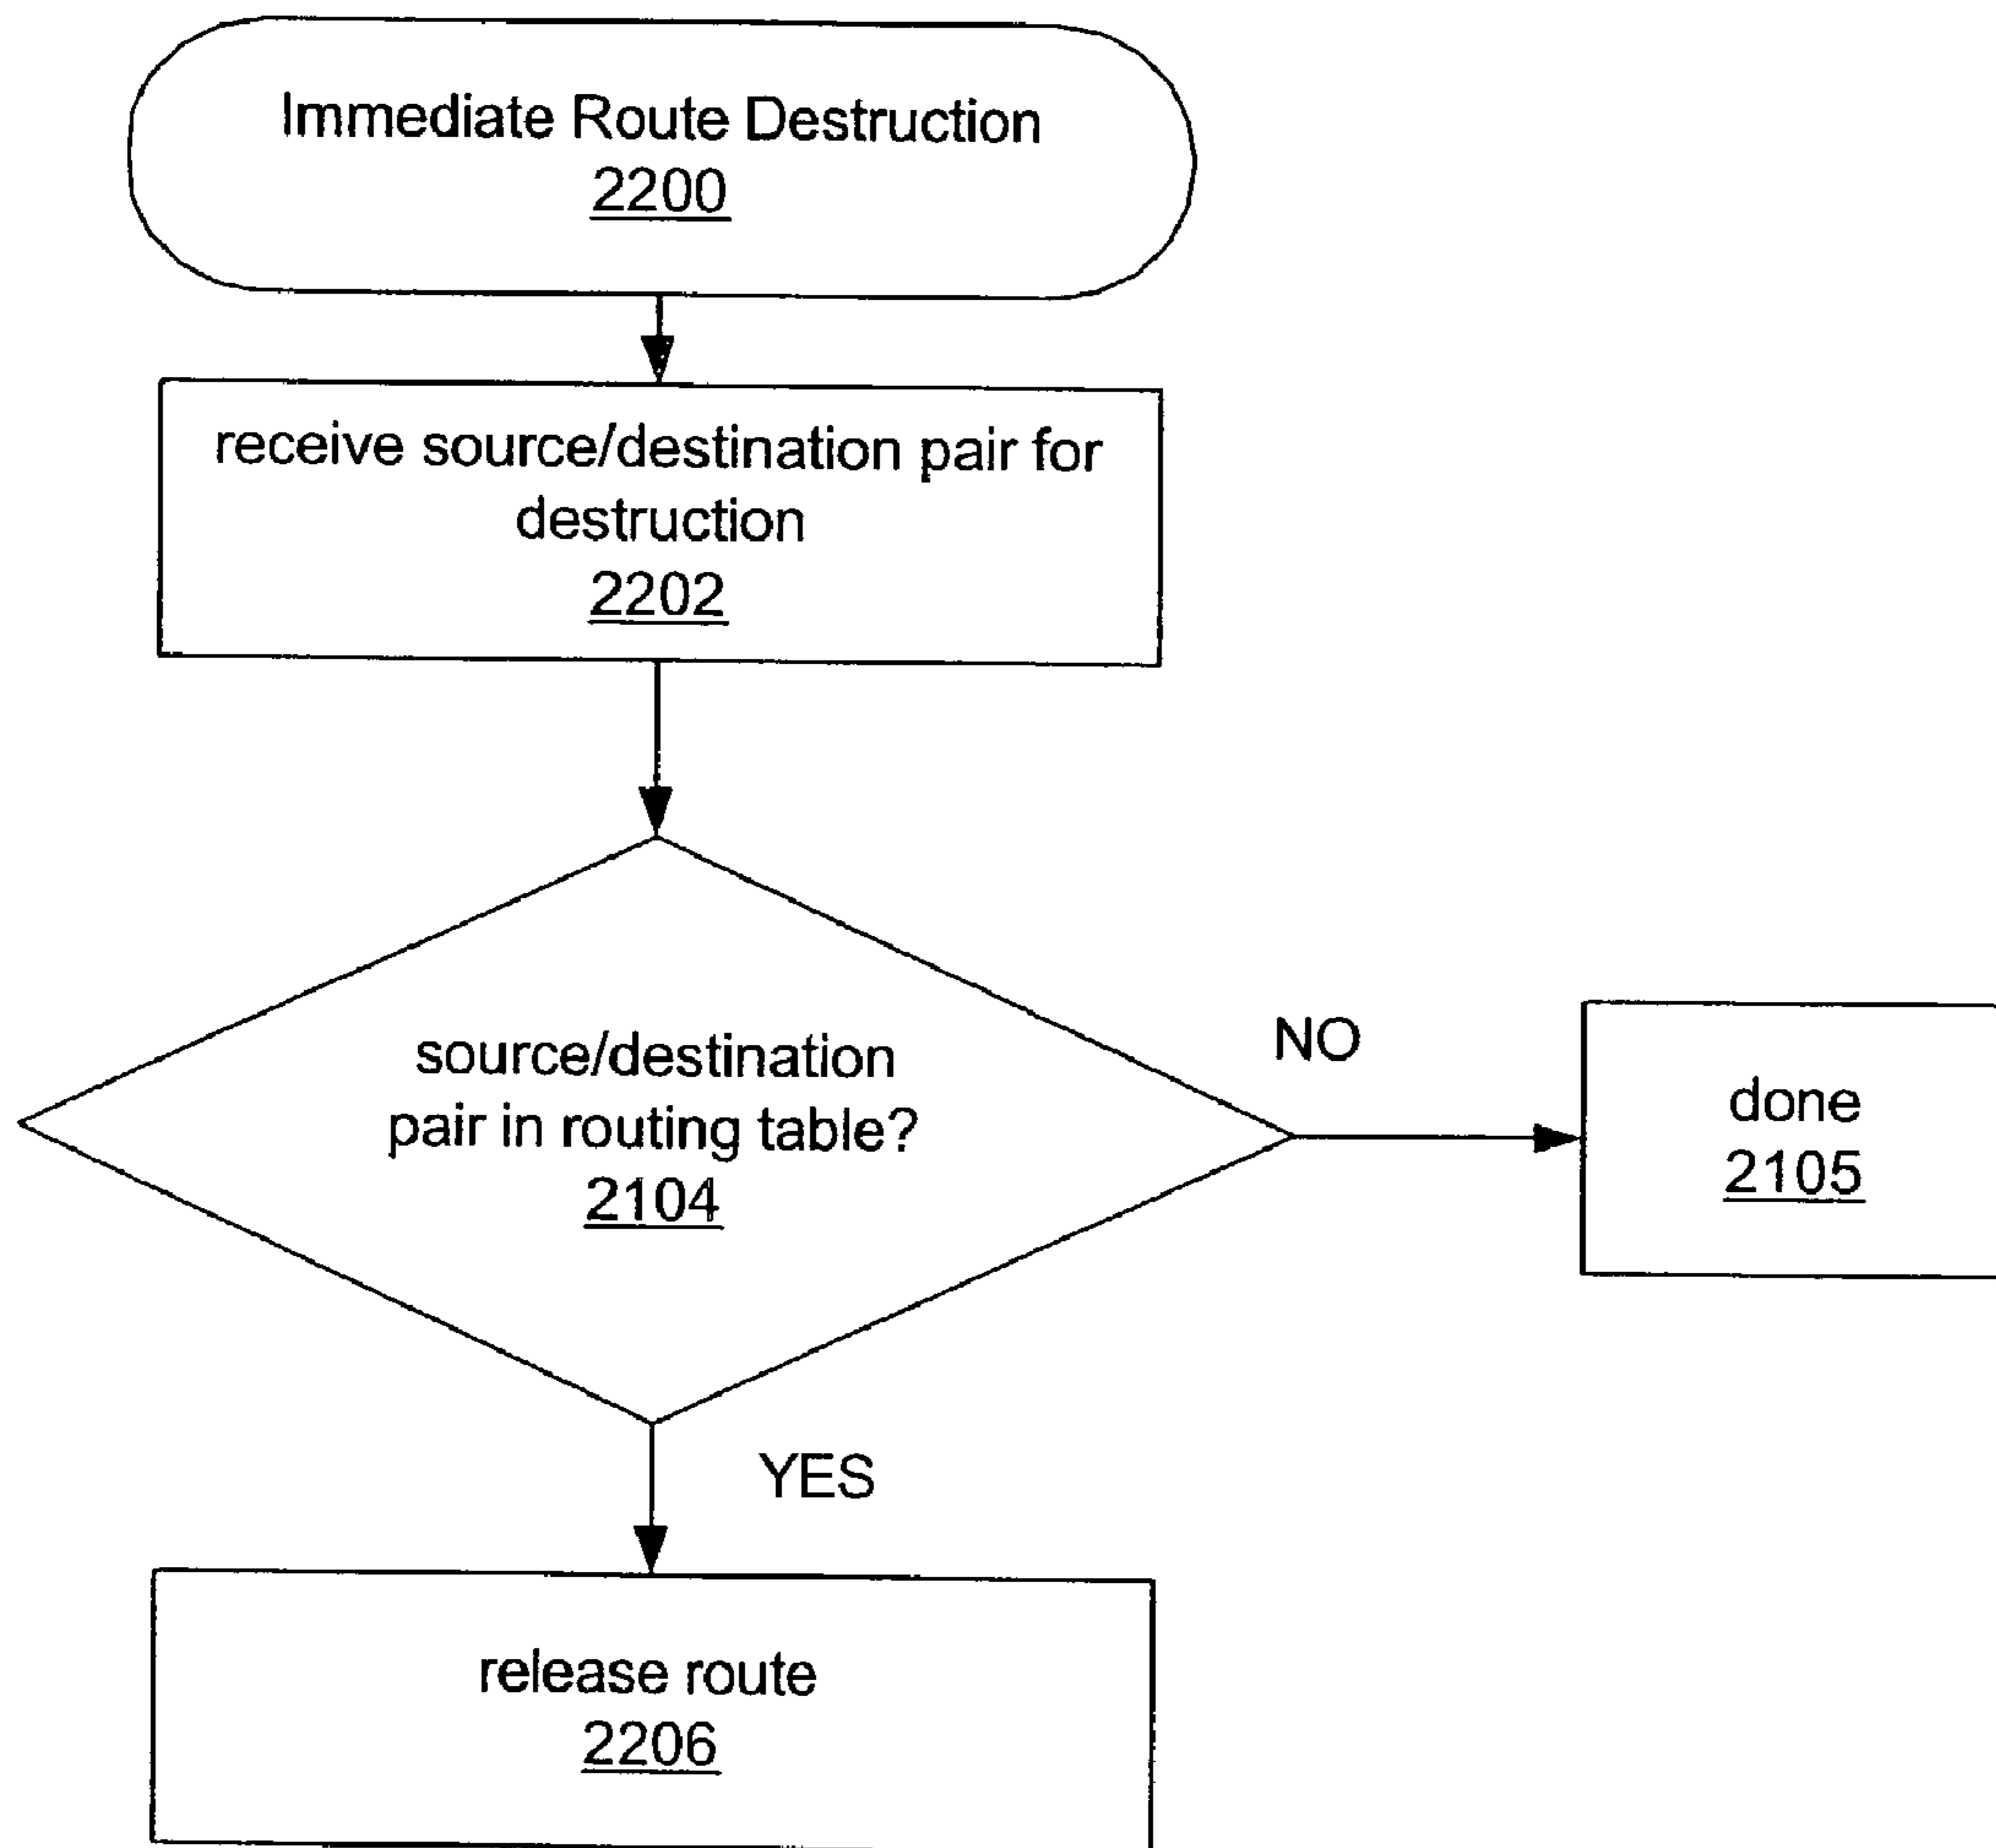 Immediate Route Destruction
2200
receive source/destination pair for
destruction
2202
source/destination
pair in routing table?
2104
NO
done
2105
YES
release route
2206